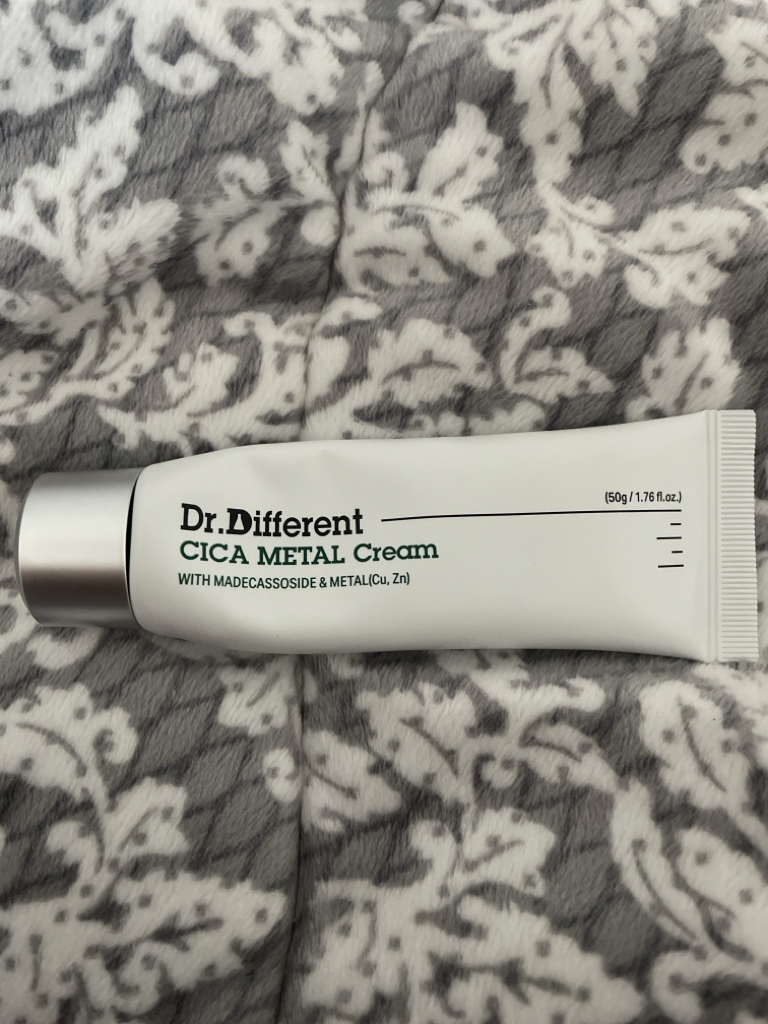 (50g / 1.76 fl.oz.)
Dr.Different
CICA METAL Cream
WITH MADECASSOSIDE & METAL(Cu, Zn)